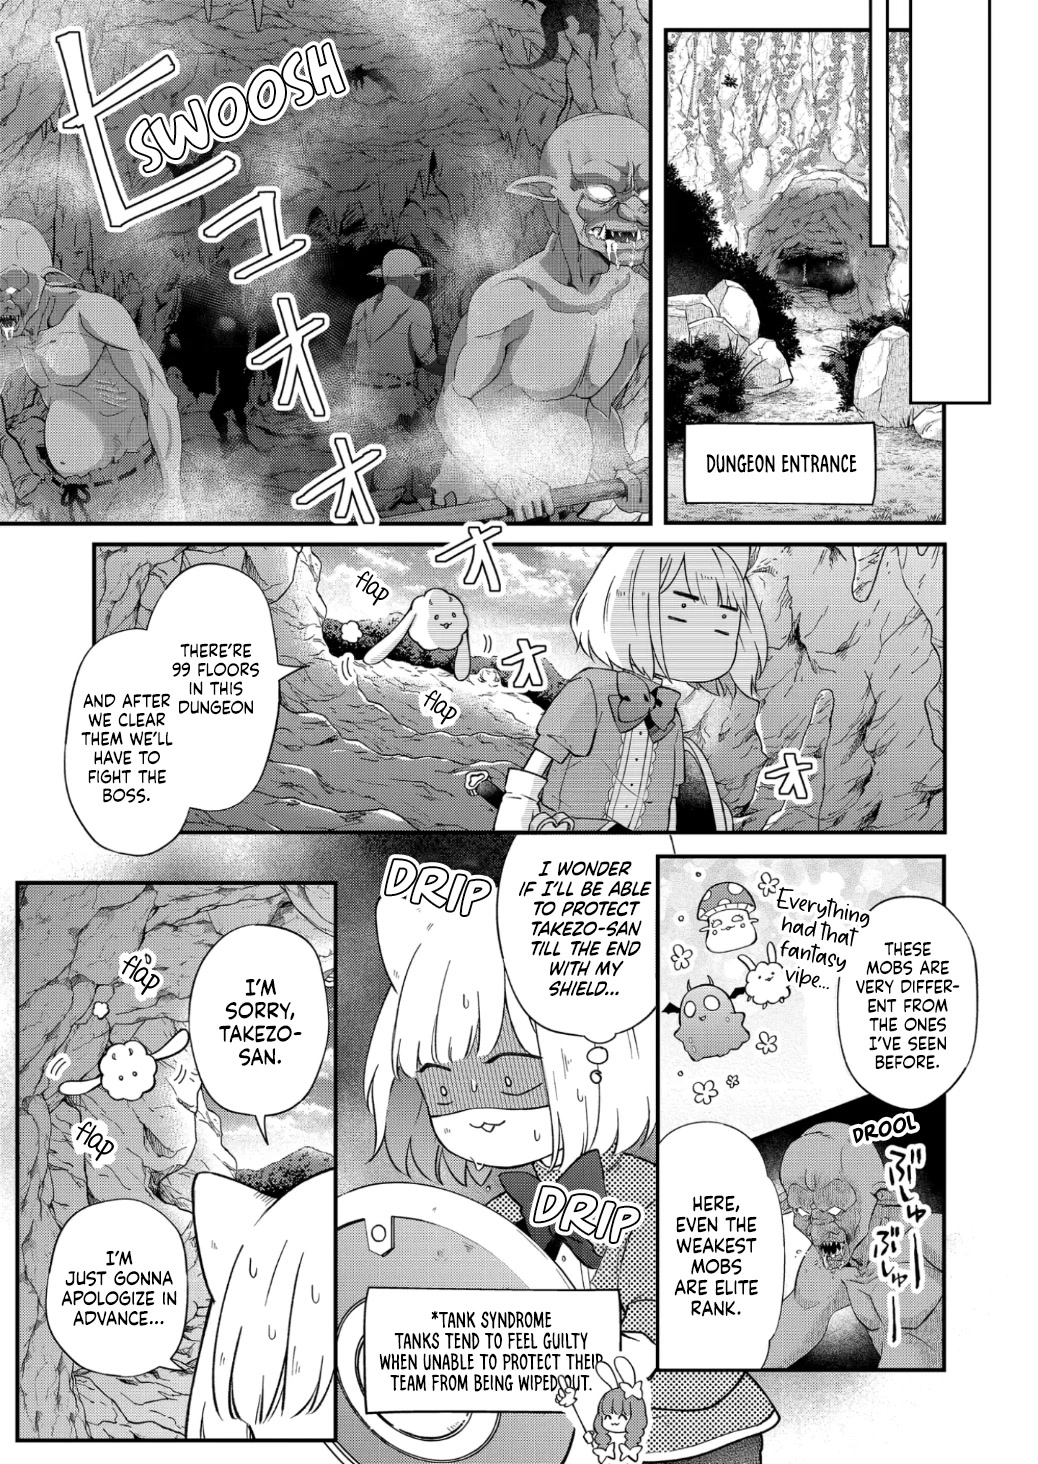 DUNGEON ENTRANCE
SWOOSH
ヒュオオオオオオ
flap
flap
THERE'RE
99 FLOORS
IN THIS
DUNGEON
AND AFTER
WE CLEAR
THEM WE'LL
HAVE TO
FIGHT THE
BOSS.
Everything
had that
fantasy
vibe...
THESE
MOBS ARE
VERY DIFFER-
ENT FROM
THE ONES
I'VE SEEN
BEFORE.
DROOL
ぶしゅーぶしゅー
HERE,
EVEN THE
WEAKEST
MOBS
ARE ELITE
RANK.
I WONDER
IF I'LL BE ABLE
TO PROTECT
TAKEZO-SAN
TILL THE END
WITH MY
SHIELD...
DRIP
DRIP
*TANK SYNDROME
TANKS TEND TO FEEL GUILTY
WHEN UNABLE TO PROTECT THEIR
TEAM FROM BEING WIPED OUT.
I'M
SORRY,
TAKEZO-
SAN.
flap
flap
I'M
JUST GONNA
APOLOGIZE IN
ADVANCE...